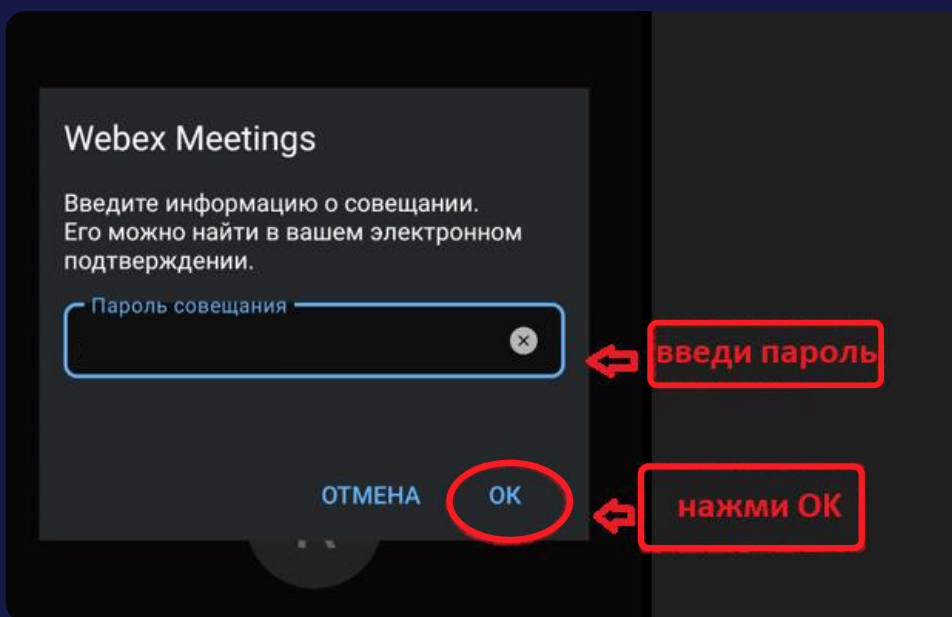 Webex Meetings
Введите информацию о совещании.
Его можно найти в вашем электронном
подтверждении.
Пароль совещания
введи пароль
ОТМЕНА
ОК
нажми ОК